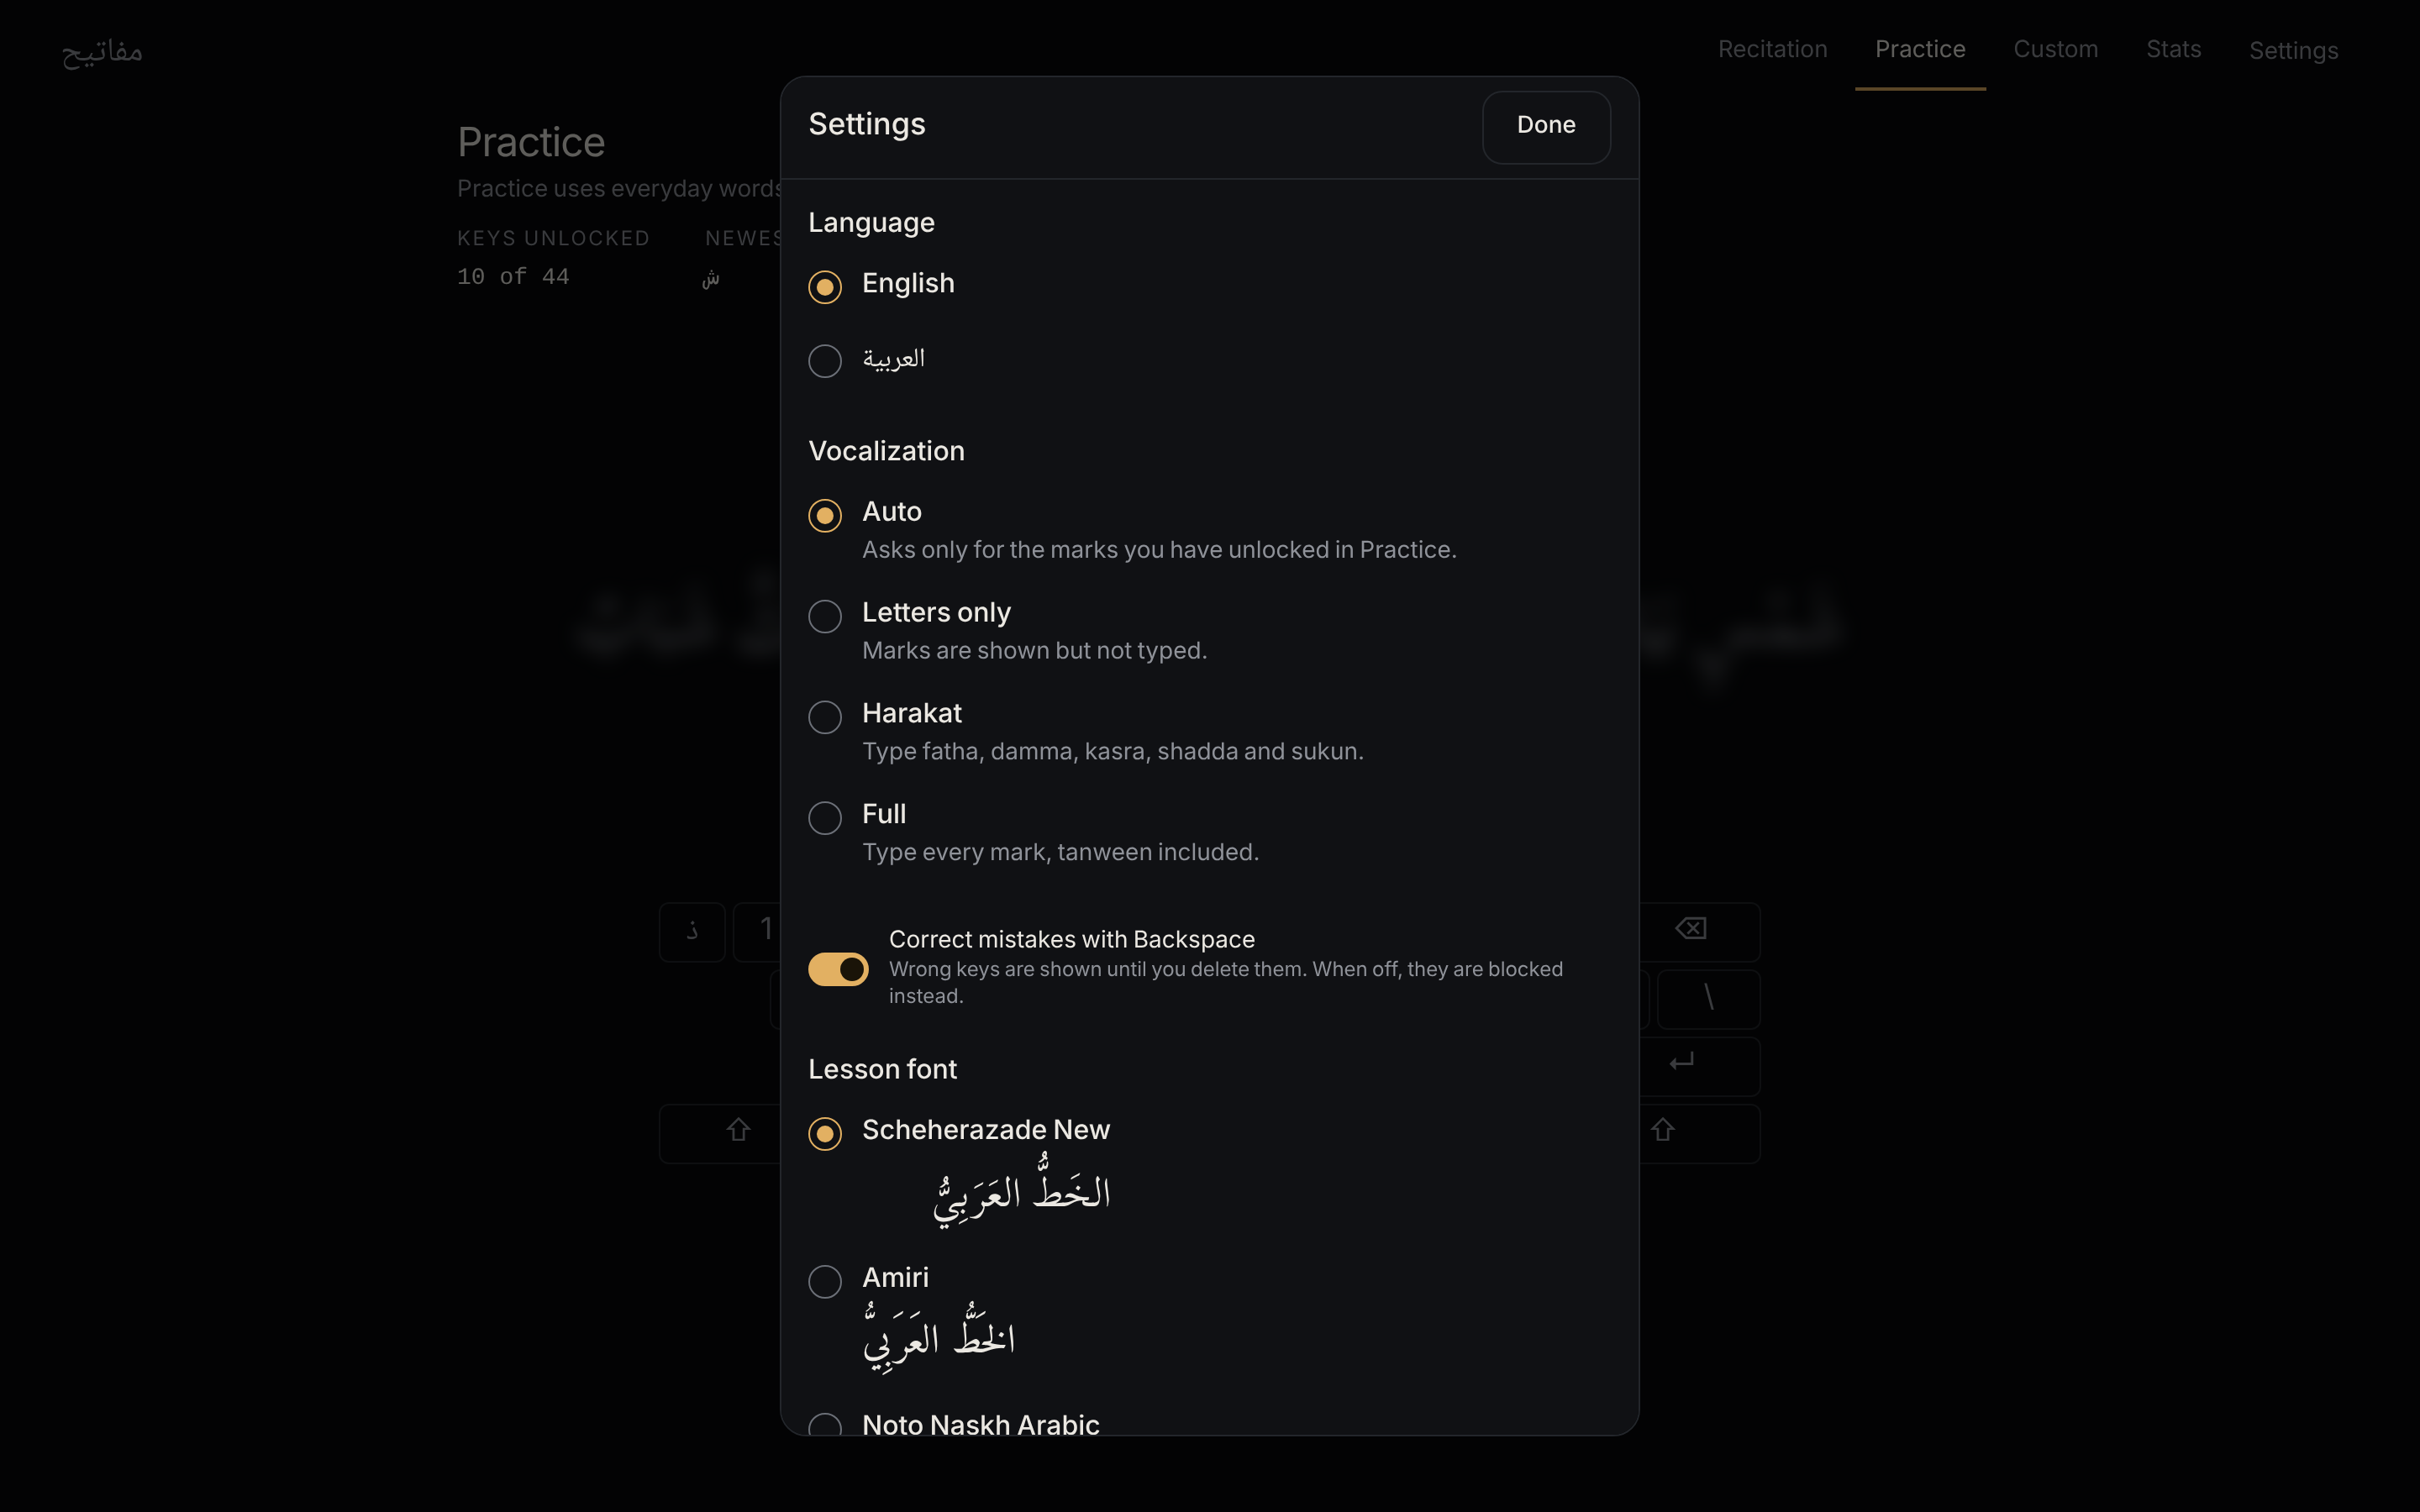 مفاتيح
Recitation Practice Custom Stats Settings
Practice
Practice uses everyday words
KEYS UNLOCKED
10 of 44
ش
Settings
Done
Language
English
العربية
Vocalization
Auto
Asks only for the marks you have unlocked in Practice.
Letters only
Marks are shown but not typed.
Harakat
Type fatha, damma, kasra, shadda and sukun.
Full
Type every mark, tanween included.
Correct mistakes with Backspace
Wrong keys are shown until you delete them. When off, they are blocked
instead.
Lesson font
Scheherazade New
الخَطُّ العَرَبِيُّ
Amiri
الخَطُّ العَرَبِيُّ
Noto Naskh Arabic
ذ 1
\